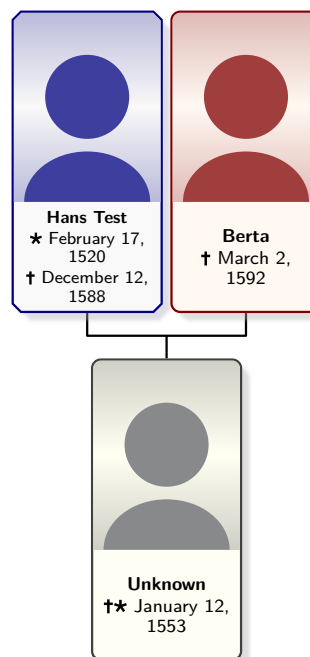 Hans Test
★ February 17,
1520
† December 12,
1588
Berta
† March 2,
1592
Unknown
†★ January 12,
1553